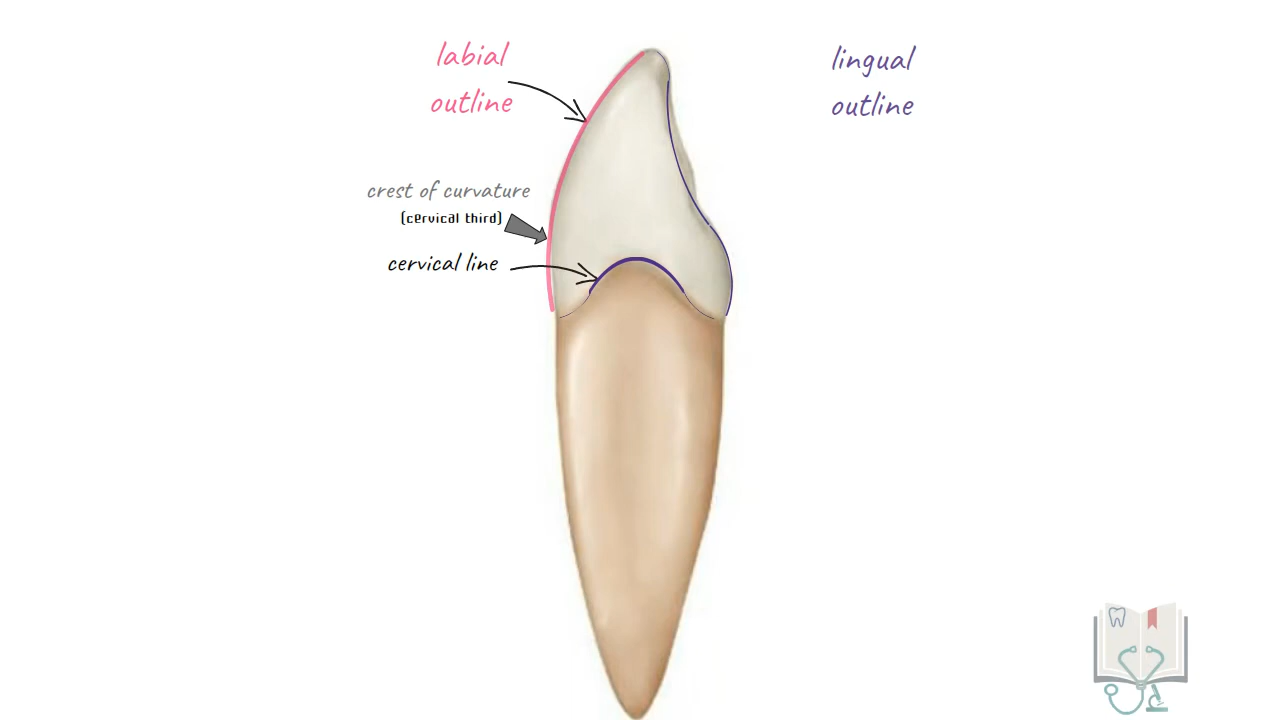 labial
outline
crest of curvature
(cervical third)
cervical line
lingual
outline